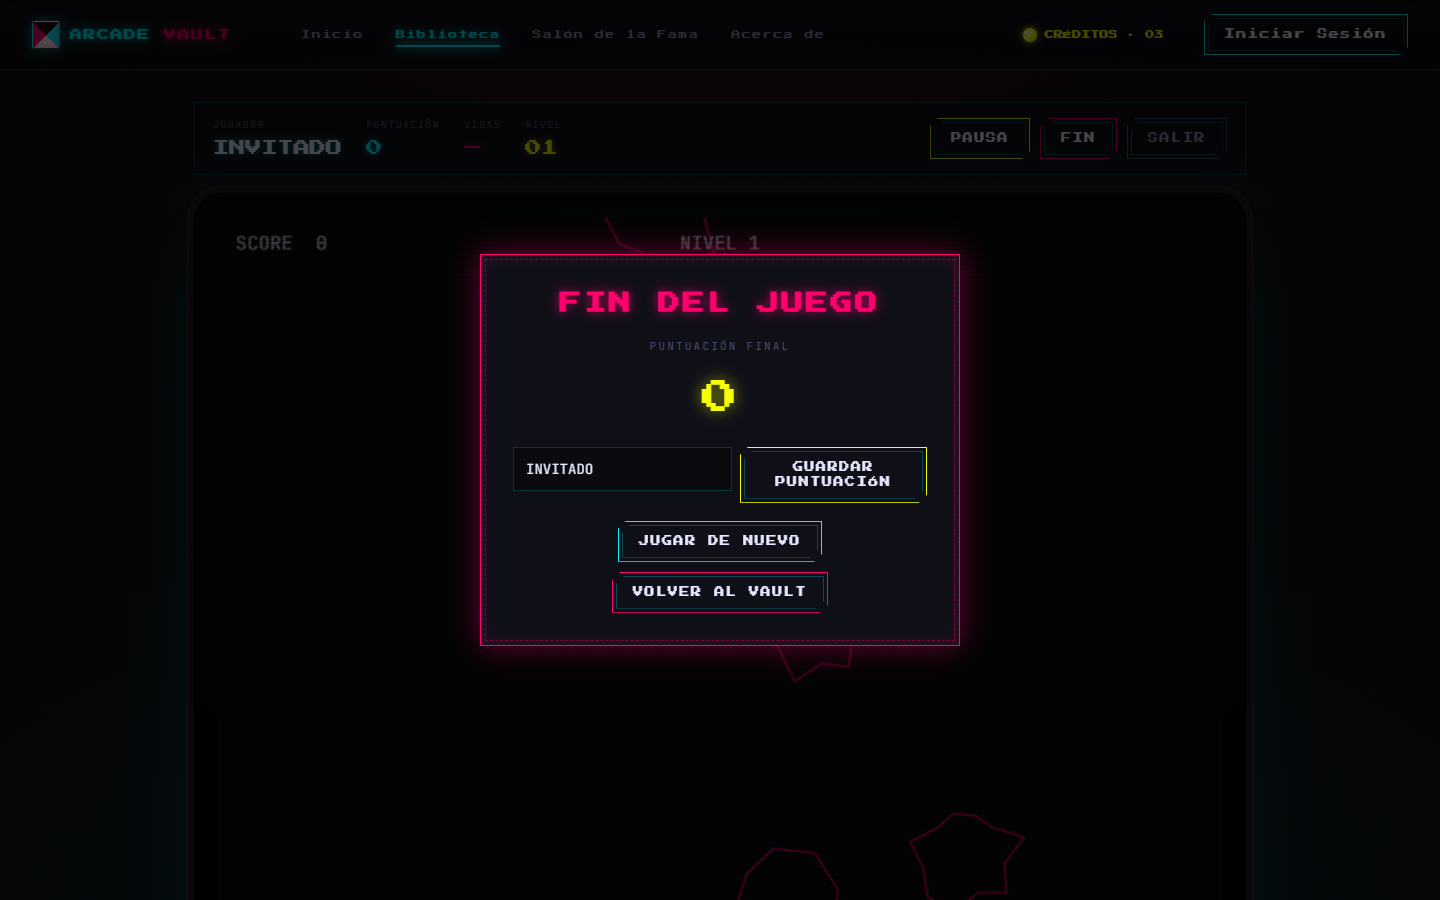 ARCADE VAULT
Inicio
Biblioteca
Salón de la Fama
Acerca de
CRéDITOS · 03
Iniciar Sesión
JUGADOR
INVITADO
PUNTUACIÓN
0
VIDAS
—
NIVEL
01
PAUSA
FIN
SALIR
SCORE 0
NIVEL 1
FIN DEL JUEGO
PUNTUACIÓN FINAL
0
INVITADO
GUARDAR
PUNTUACIóN
JUGAR DE NUEVO
VOLVER AL VAULT